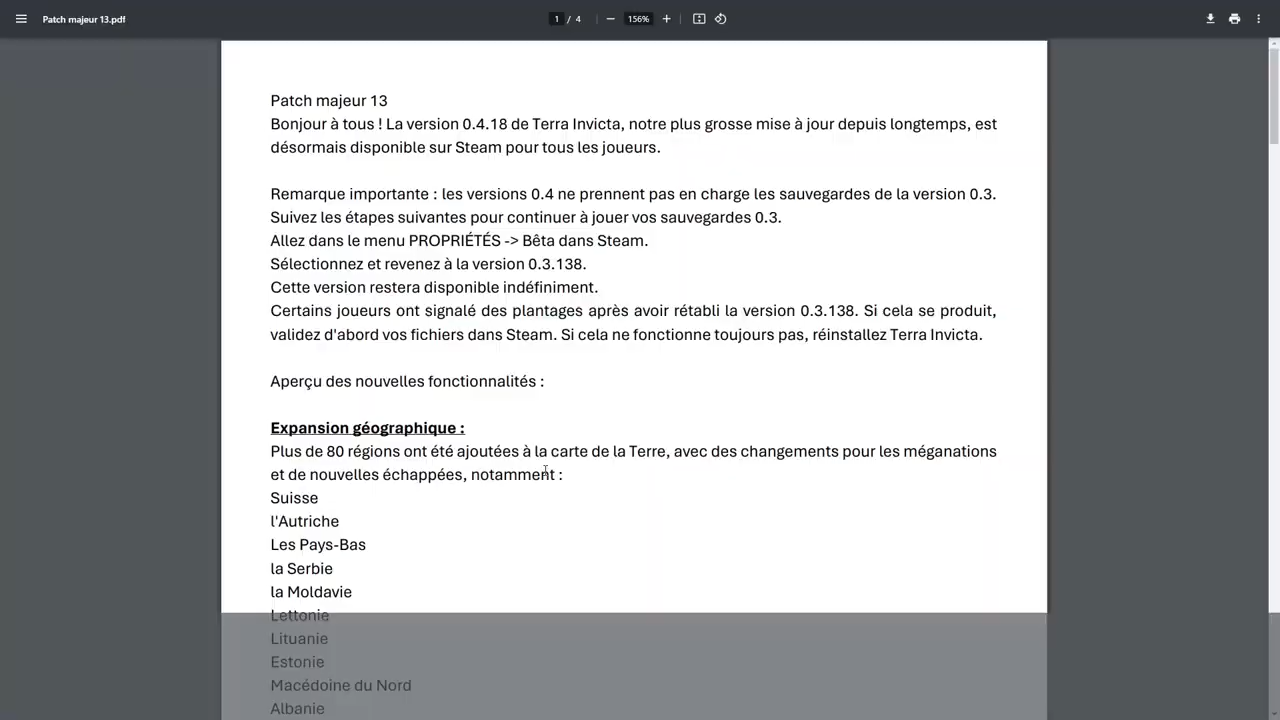 Patch majeur 13.pdf
1 / 4
156%
Patch majeur 13
Bonjour à tous ! La version 0.4.18 de Terra Invicta, notre plus grosse mise à jour depuis longtemps, est
désormais disponible sur Steam pour tous les joueurs.
Remarque importante : les versions 0.4 ne prennent pas en charge les sauvegardes de la version 0.3.
Suivez les étapes suivantes pour continuer à jouer vos sauvegardes 0.3.
Allez dans le menu PROPRIÉTÉS -> Bêta dans Steam.
Sélectionnez et revenez à la version 0.3.138.
Cette version restera disponible indéfiniment.
Certains joueurs ont signalé des plantages après avoir rétabli la version 0.3.138. Si cela se produit,
validez d'abord vos fichiers dans Steam. Si cela ne fonctionne toujours pas, réinstallez Terra Invicta.
Aperçu des nouvelles fonctionnalités :
Expansion géographique :
Plus de 80 régions ont été ajoutées à la carte de la Terre, avec des changements pour les méganations
et de nouvelles échappées, notamment :
Suisse
l'Autriche
Les Pays-Bas
la Serbie
la Moldavie
Lettonie
Lituanie
Estonie
Macédoine du Nord
Albanie